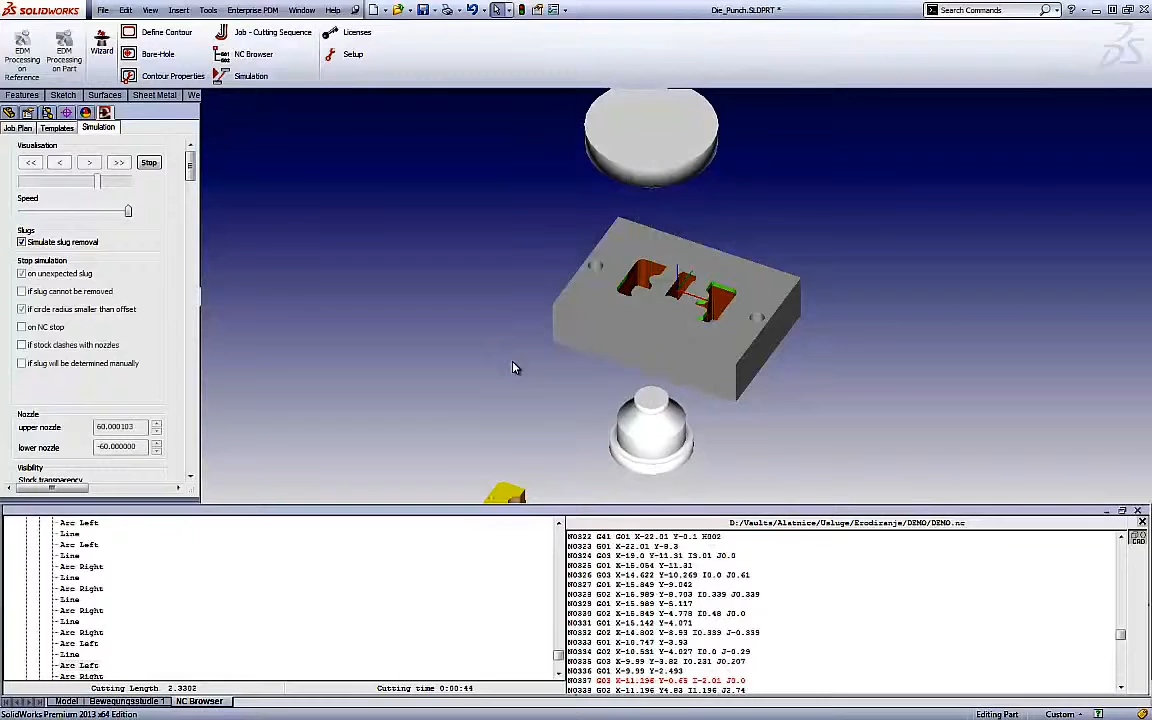 SOLIDWORKS File Edit View Insert Tools Enterprise PDM Window Help Die_Punch.SLDPRT * Search Commands
EDM Processing on Reference
EDM Processing on Part
Wizard
Define Contour
Bore-Hole
Contour Properties
Job - Cutting Sequence
NC Browser
Simulation
Licenses
Setup
Features Sketch Surfaces Sheet Metal We
Job Plan Templates Simulation
Visualisation
<< < > >> Stop
Speed
Slugs
Simulate slug removal
Stop simulation
on unexpected slug
if slug cannot be removed
if circle radius smaller than offset
on NC stop
if stock clashes with nozzles
if slug will be determined manually
Nozzle
upper nozzle 60.000103
lower nozzle -60.000000
Visibility
Stock transparency
Arc Left
Line
Arc Left
Line
Arc Right
Line
Arc Right
Line
Arc Right
Line
Arc Right
Arc Left
Line
Arc Left
Arc Right
Cutting Length 2.3302 Cutting time 0:00:44
D:/Vaults/Alatnice/Usluge/Erodiranje/DEMO/DEMO.nc
N0322 G41 G01 X-22.01 Y-0.1 H002
N0323 G01 X-22.01 Y-8.3
N0324 G03 X-19.0 Y-11.31 I3.01 J0.0
N0325 G01 X-15.054 Y-11.31
N0326 G03 X-14.622 Y-10.269 I0.0 J0.61
N0327 G01 X-15.849 Y-9.042
N0328 G02 X-15.989 Y-8.703 I0.339 J0.339
N0329 G01 X-15.989 Y-5.117
N0330 G02 X-15.849 Y-4.778 I0.48 J0.0
N0331 G01 X-15.142 Y-4.071
N0332 G02 X-14.802 Y-3.93 I0.339 J-0.339
N0333 G01 X-10.747 Y-3.93
N0334 G02 X-10.531 Y-4.027 I0.0 J-0.29
N0335 G03 X-9.99 Y-3.82 I0.231 J0.207
N0336 G01 X-9.99 Y-2.493
N0337 G03 X-11.196 Y-0.65 I-2.01 J0.0
N0338 G02 X-11.196 Y4.83 I1.196 J2.74
Model Bewegungsstudie 1 NC Browser
SolidWorks Premium 2013 x64 Edition Editing Part Custom